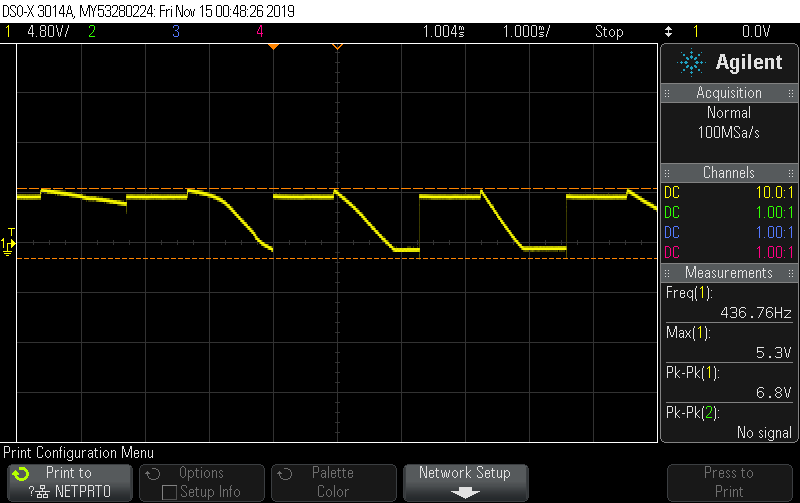 DSO-X 3014A, MY53280224: Fri Nov 15 00:48:26 2019
1 4.80V/ 2 3 4 1.004ms 1.000ms/ Stop 1 0.0V
Agilent
Acquisition
Normal
100MSa/s
Channels
DC 10.0:1
DC 1.00:1
DC 1.00:1
DC 1.00:1
Measurements
Freq(1):
436.76Hz
Max(1):
5.3V
Pk-Pk(1):
6.8V
Pk-Pk(2):
No signal
T
1
Print Configuration Menu
Print to
? NETPRT0
Options
Setup Info
Palette
Color
Network Setup
Press to
Print